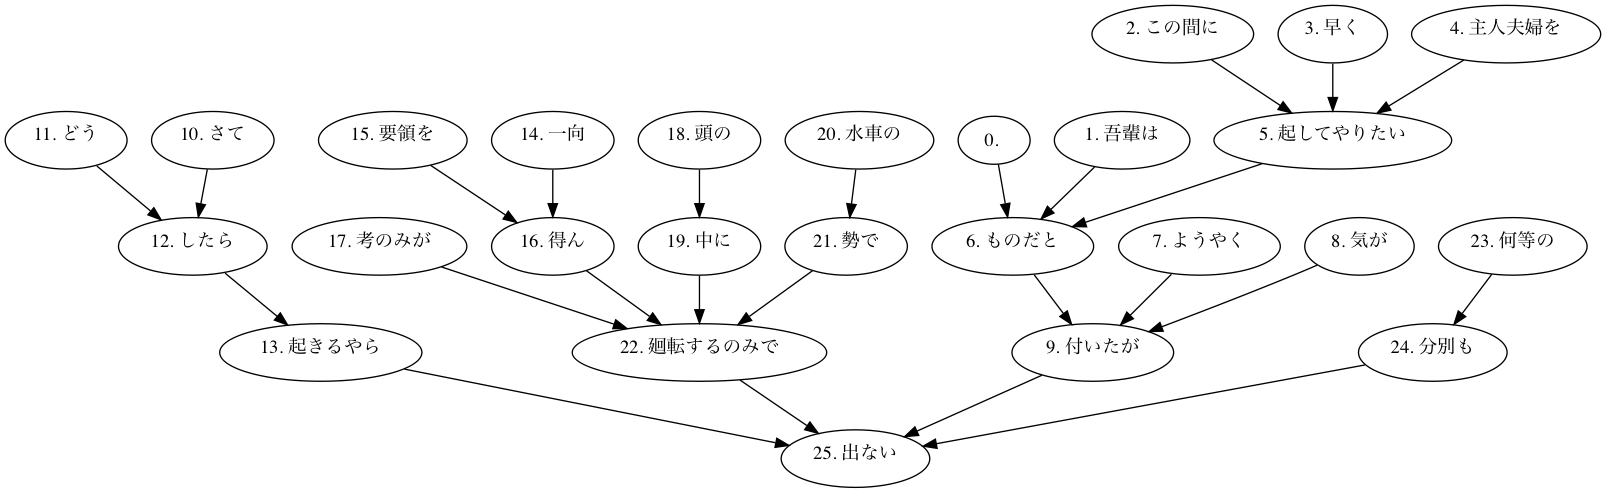 2. この間に
3. 早く
4. 主人夫婦を
11. どう
10. さて
15. 要領を
14. 一向
18. 頭の
20. 水車の
0.
1. 吾輩は
5. 起してやりたい
12. したら
17. 考のみが
16. 得ん
19. 中に
21. 勢で
6. ものだと
7. ようやく
8. 気が
23. 何等の
13. 起きるやら
22. 廻転するのみで
9. 付いたが
24. 分別も
25. 出ない